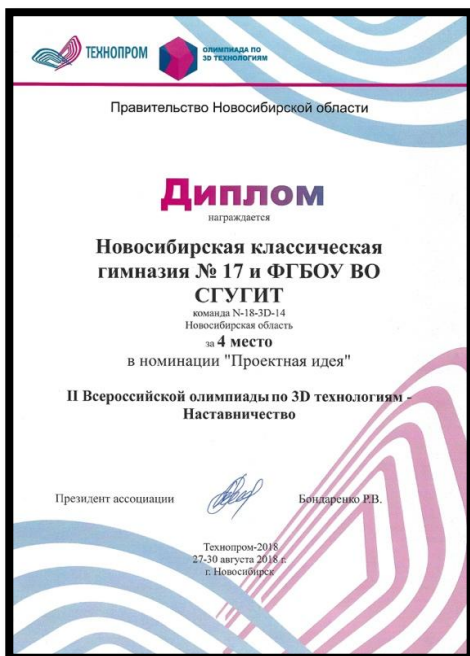 ТЕХНОПРОМ
ОЛИМПИАДА ПО
3D ТЕХНОЛОГИЯМ
Правительство Новосибирской области
Диплом
награждается
Новосибирская классическая
гимназия № 17 и ФГБОУ ВО
СГУГИТ
команда N-18-3D-14
Новосибирская область
за 4 место
в номинации "Проектная идея"
II Всероссийской олимпиады по 3D технологиям -
Наставничество
Президент ассоциации Бондаренко Р.В.
Технопром-2018
27-30 августа 2018 г.
г. Новосибирск